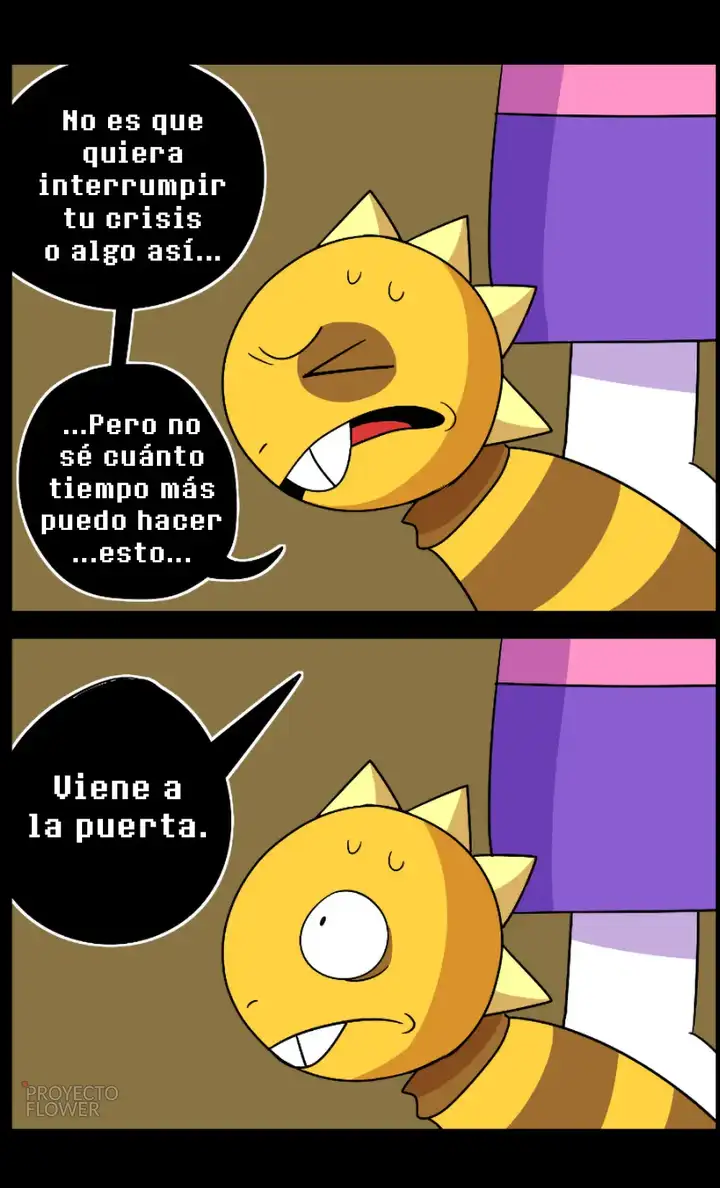 No es que
quiera
interrumpir
tu crisis
o algo así...
...Pero no
sé cuánto
tiempo más
puedo hacer
...esto...
Viene a
la puerta.
PROYECTO
FLOWER